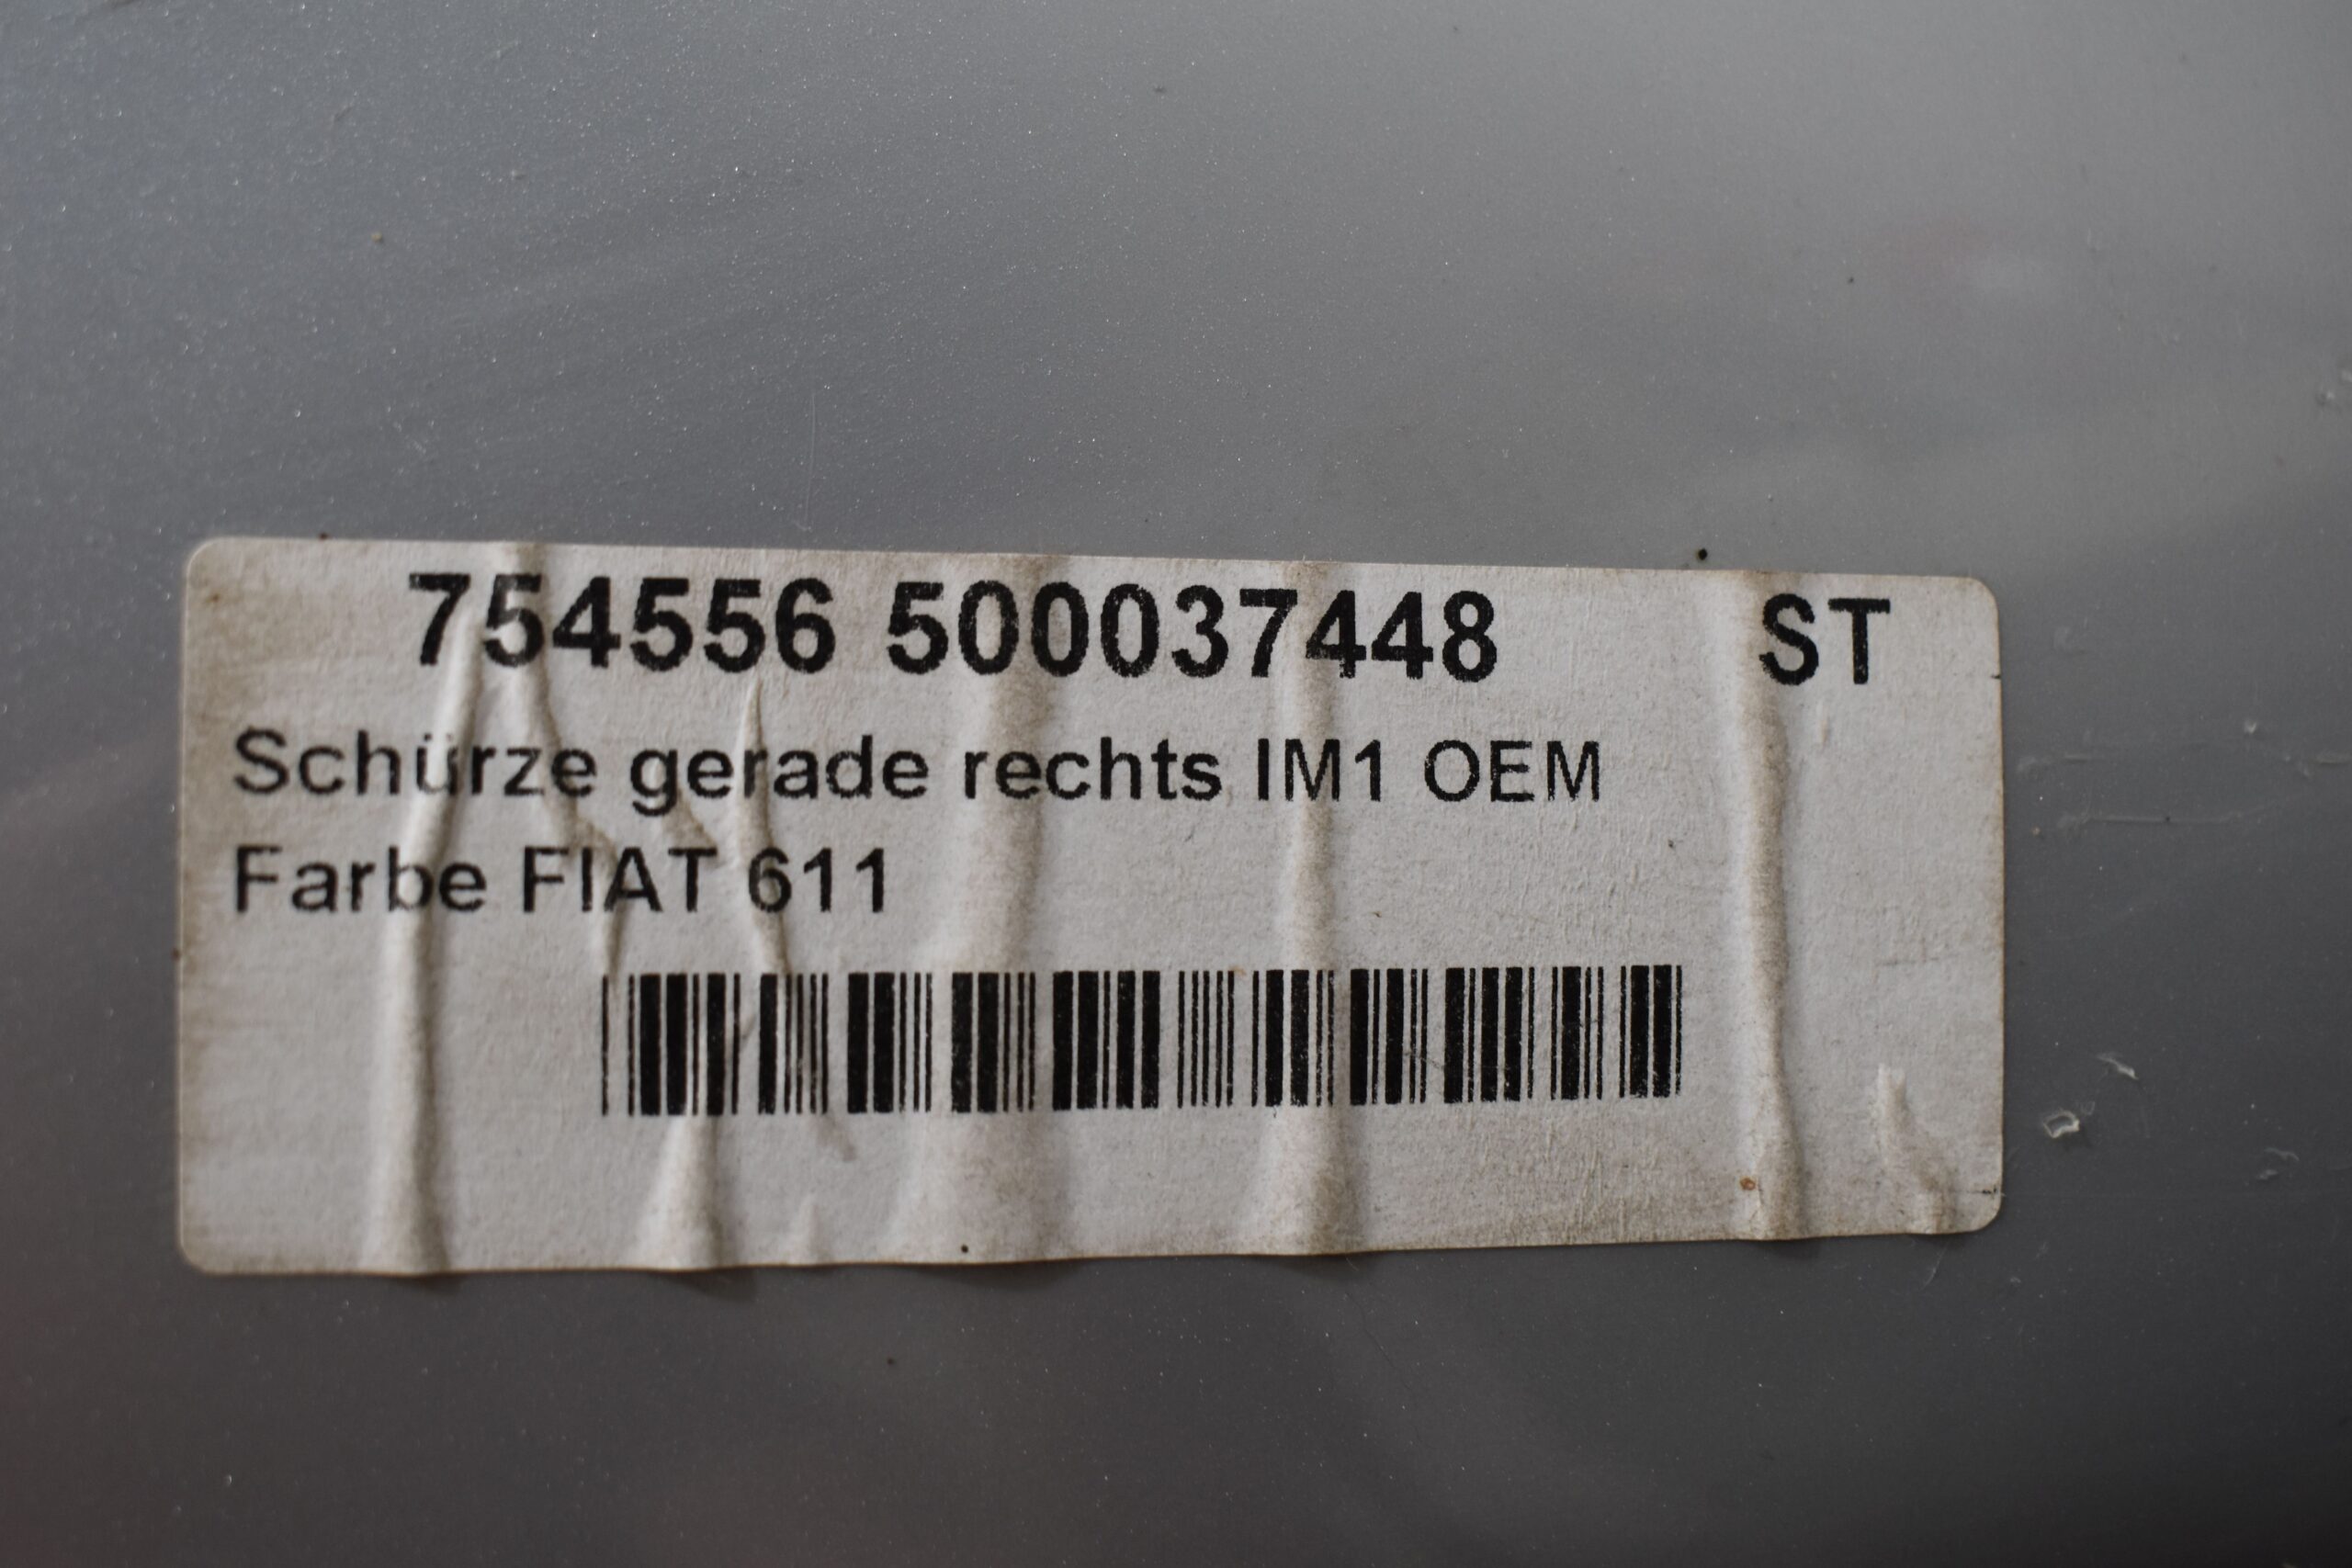 754556 500037448 ST
Schürze gerade rechts IM1 OEM
Farbe FIAT 611